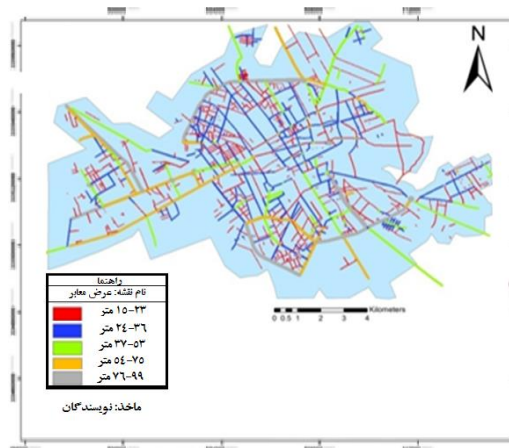 N
راهنما
نام نقشه: عرض معابر
۱۵-۲۳ متر
۲۴-۳۶ متر
۳۷-۵۳ متر
۵۴-۷۵ متر
۷۶-۹۹ متر
Kilometers
0 0.5 1 2 3 4
ماخذ: نویسندگان